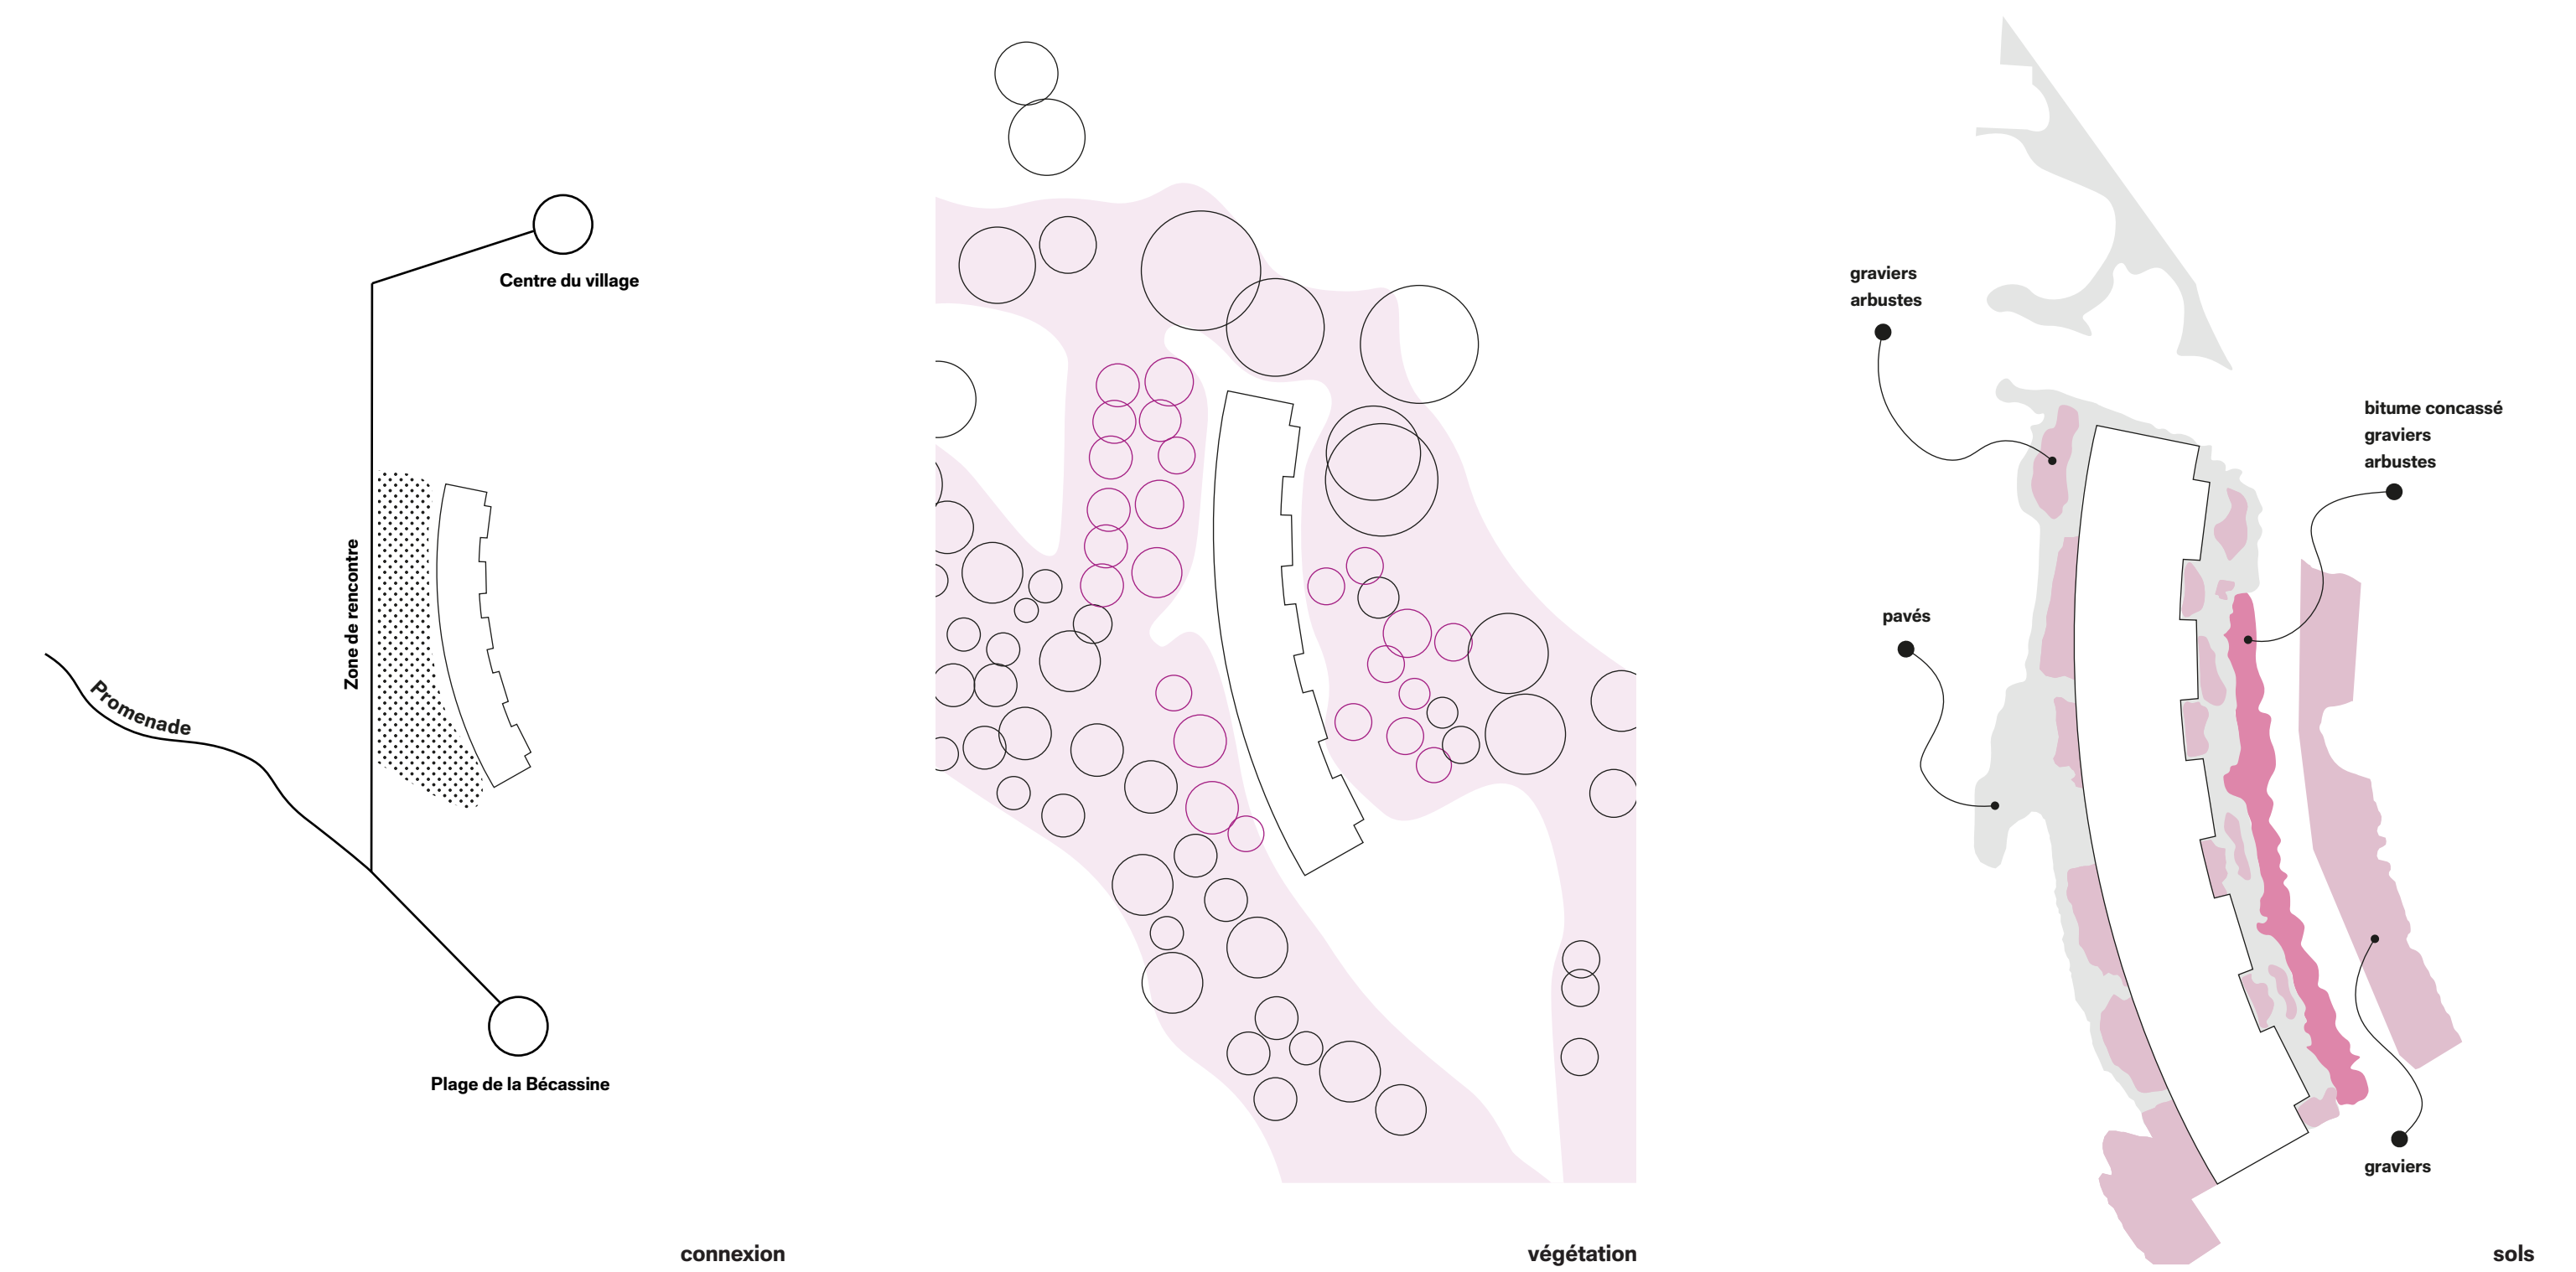 Centre du village
Zone de rencontre
Promenade
Plage de la Bécassine
connexion
végétation
graviers
arbustes
bitume concassé
graviers
arbustes
pavés
graviers
sols